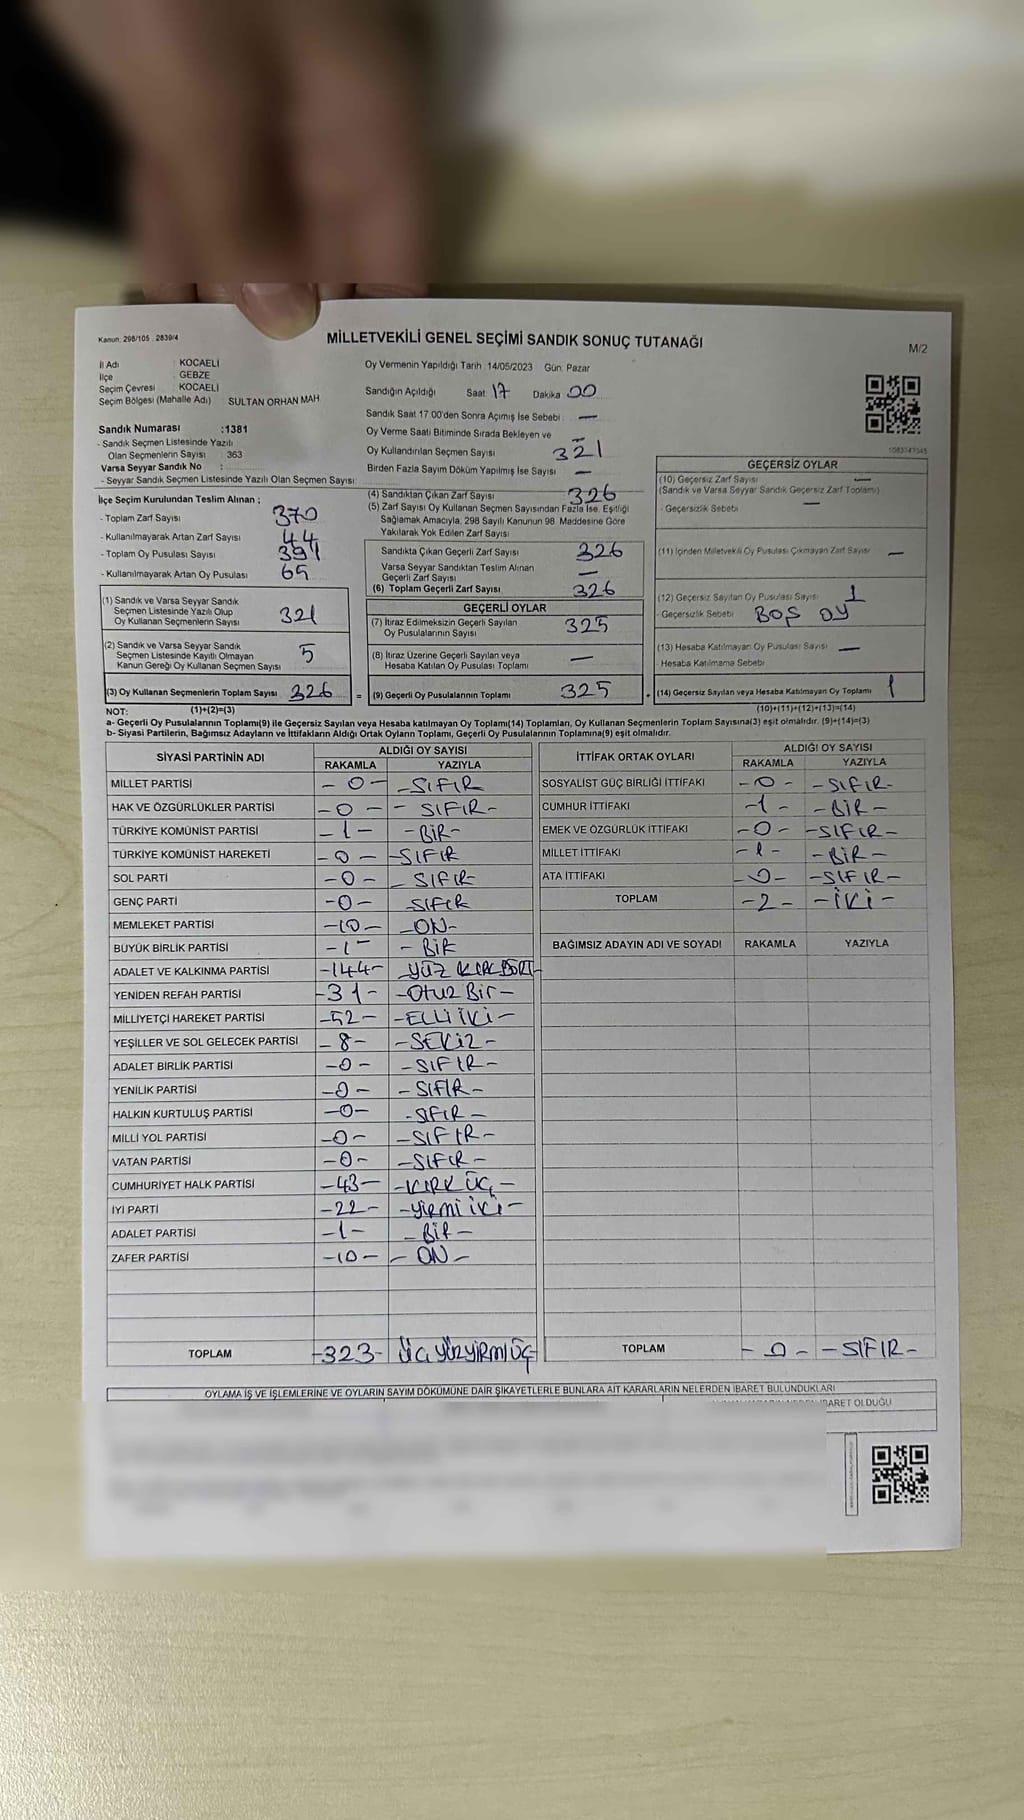 Kanun: 298/105 . 2839/4
MİLLETVEKİLİ GENEL SEÇİMİ SANDIK SONUÇ TUTANAĞI
M/2
İl Adı : KOCAELİ
İlçe : GEBZE
Seçim Çevresi : KOCAELİ
Seçim Bölgesi (Mahalle Adı) SULTAN ORHAN MAH
Sandık Numarası :1381
- Sandık Seçmen Listesinde Yazılı
Olan Seçmenlerin Sayısı : 363
Varsa Seyyar Sandık No :
- Seyyar Sandık Seçmen Listesinde Yazılı Olan Seçmen Sayısı:
Oy Vermenin Yapıldığı Tarih 14/05/2023 Gün: Pazar
Sandığın Açıldığı Saat 17 Dakika 00
Sandık Saat 17 00'den Sonra Açılmış İse Sebebi : —
Oy Verme Saati Bitiminde Sırada Bekleyen ve —
Oy Kullandırılan Seçmen Sayısı 321
Birden Fazla Sayım Döküm Yapılmış İse Sayısı —
İlçe Seçim Kurulundan Teslim Alınan ;
- Toplam Zarf Sayısı 370
- Kullanılmayarak Artan Zarf Sayısı 44
- Toplam Oy Pusulası Sayısı 391
- Kullanılmayarak Artan Oy Pusulası 65
(1) Sandık ve Varsa Seyyar Sandık
Seçmen Listesinde Yazılı Olup
Oy Kullanan Seçmenlerin Sayısı 321
(2) Sandık ve Varsa Seyyar Sandık
Seçmen Listesinde Kayıtlı Olmayan
Kanun Gereği Oy Kullanan Seçmen Sayısı 5
(3) Oy Kullanan Seçmenlerin Toplam Sayısı 326 =
(4) Sandıktan Çıkan Zarf Sayısı 326
(5) Zarf Sayısı Oy Kullanan Seçmen Sayısından Fazla İse, Eşitliği
Sağlamak Amacıyla, 298 Sayılı Kanunun 98. Maddesine Göre
Yakılarak Yok Edilen Zarf Sayısı
Sandıkta Çıkan Geçerli Zarf Sayısı 326
Varsa Seyyar Sandıktan Teslim Alınan
Geçerli Zarf Sayısı —
(6) Toplam Geçerli Zarf Sayısı 326
GEÇERLİ OYLAR
(7) İtiraz Edilmeksizin Geçerli Sayılan
Oy Pusulalarının Sayısı 325
(8) İtiraz Üzerine Geçerli Sayılan veya
Hesaba Katılan Oy Pusulası Toplamı —
(9) Geçerli Oy Pusulalarının Toplamı 325 +
GEÇERSİZ OYLAR
(10) Geçersiz Zarf Sayısı —
(Sandık ve Varsa Seyyar Sandık Geçersiz Zarf Toplamı)
- Geçersizlik Sebebi —
(11) İçinden Milletvekili Oy Pusulası Çıkmayan Zarf Sayısı —
(12) Geçersiz Sayılan Oy Pusulası Sayısı 1
- Geçersizlik Sebebi BOŞ OY
(13) Hesaba Katılmayan Oy Pusulası Sayısı —
- Hesaba Katılmama Sebebi
(14) Geçersiz Sayılan veya Hesaba Katılmayan Oy Toplamı 1
NOT: (1)+(2)=(3) (10)+(11)+(12)+(13)=(14)
a- Geçerli Oy Pusulalarının Toplamı(9) ile Geçersiz Sayılan veya Hesaba katılmayan Oy Toplamı(14) Toplamları, Oy Kullanan Seçmenlerin Toplam Sayısına(3) eşit olmalıdır. (9)+(14)=(3)
b- Siyasi Partilerin, Bağımsız Adayların ve İttifakların Aldığı Ortak Oyların Toplamı, Geçerli Oy Pusulalarının Toplamına(9) eşit olmalıdır.
SİYASİ PARTİNİN ADI ALDIĞI OY SAYISI
RAKAMLA YAZIYLA
MİLLET PARTİSİ - 0 - - SIFIR
HAK VE ÖZGÜRLÜKLER PARTİSİ - 0 - - SIFIR -
TÜRKİYE KOMÜNİST PARTİSİ - 1 - - BİR -
TÜRKİYE KOMÜNİST HAREKETİ - 0 - - SIFIR
SOL PARTİ - 0 - - SIFIR
GENÇ PARTİ - 0 - SIFIR
MEMLEKET PARTİSİ - 10 - - ON -
BÜYÜK BİRLİK PARTİSİ - 1 - - BİR
ADALET VE KALKINMA PARTİSİ - 144 - YÜZ KIRK DÖRT -
YENİDEN REFAH PARTİSİ - 31 - - Otuz Bir -
MİLLİYETÇİ HAREKET PARTİSİ - 52 - - ELLİ İKİ -
YEŞİLLER VE SOL GELECEK PARTİSİ - 8 - - SEKİZ -
ADALET BİRLİK PARTİSİ - 0 - - SIFIR -
YENİLİK PARTİSİ - 0 - - SIFIR -
HALKIN KURTULUŞ PARTİSİ - 0 - - SIFIR -
MİLLİ YOL PARTİSİ - 0 - - SIFIR -
VATAN PARTİSİ - 0 - - SIFIR -
CUMHURİYET HALK PARTİSİ - 43 - - KIRK ÜÇ -
İYİ PARTİ - 22 - - Yirmi iki -
ADALET PARTİSİ - 1 - - BİR -
ZAFER PARTİSİ - 10 - - ON -
TOPLAM - 323 - ÜÇ YÜZ YİRMİ ÜÇ
İTTİFAK ORTAK OYLARI ALDIĞI OY SAYISI
RAKAMLA YAZIYLA
SOSYALİST GÜÇ BİRLİĞİ İTTİFAKI - 0 - - SIFIR -
CUMHUR İTTİFAKI - 1 - - BİR -
EMEK VE ÖZGÜRLÜK İTTİFAKI - 0 - - SIFIR -
MİLLET İTTİFAKI - 1 - - BİR -
ATA İTTİFAKI - 0 - - SIFIR -
TOPLAM - 2 - - İKİ -
BAĞIMSIZ ADAYIN ADI VE SOYADI RAKAMLA YAZIYLA
TOPLAM - 0 - - SIFIR -
OYLAMA İŞ VE İŞLEMLERİNE VE OYLARIN SAYIM DÖKÜMÜNE DAİR ŞİKAYETLERLE BUNLARA AİT KARARLARIN NELERDEN İBARET BULUNDUKLARI
İBARET OLDUĞU